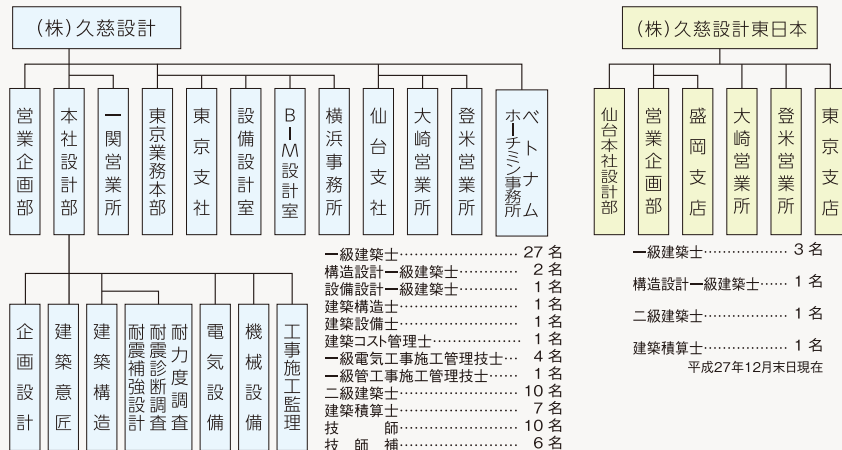 (株)久慈設計
営業企画部
本社設計部
一関営業所
東京業務本部
東京支社
設備設計室
BIM設計室
横浜事務所
仙台支社
大崎営業所
登米営業所
ベトナム
ホーチミン事務所
企画設計
建築意匠
建築構造
耐力度調査
耐震診断調査
耐震補強設計
電気設備
機械設備
工事施工監理
一級建築士……………………… 27 名
構造設計一級建築士…………… 2 名
設備設計一級建築士…………… 1 名
建築構造士……………………… 1 名
建築設備士……………………… 1 名
建築コスト管理士……………… 1 名
一級電気工事施工管理技士… 4 名
一級管工事施工管理技士…… 1 名
二級建築士……………………… 10 名
建築積算士……………………… 7 名
技 師……………………… 10 名
技 師 補……………………… 6 名
(株)久慈設計東日本
仙台本社設計部
営業企画部
盛岡支店
大崎営業所
登米営業所
東京支店
一級建築士……………… 3 名
構造設計一級建築士…… 1 名
二級建築士……………… 1 名
建築積算士……………… 1 名
平成27年12月末日現在